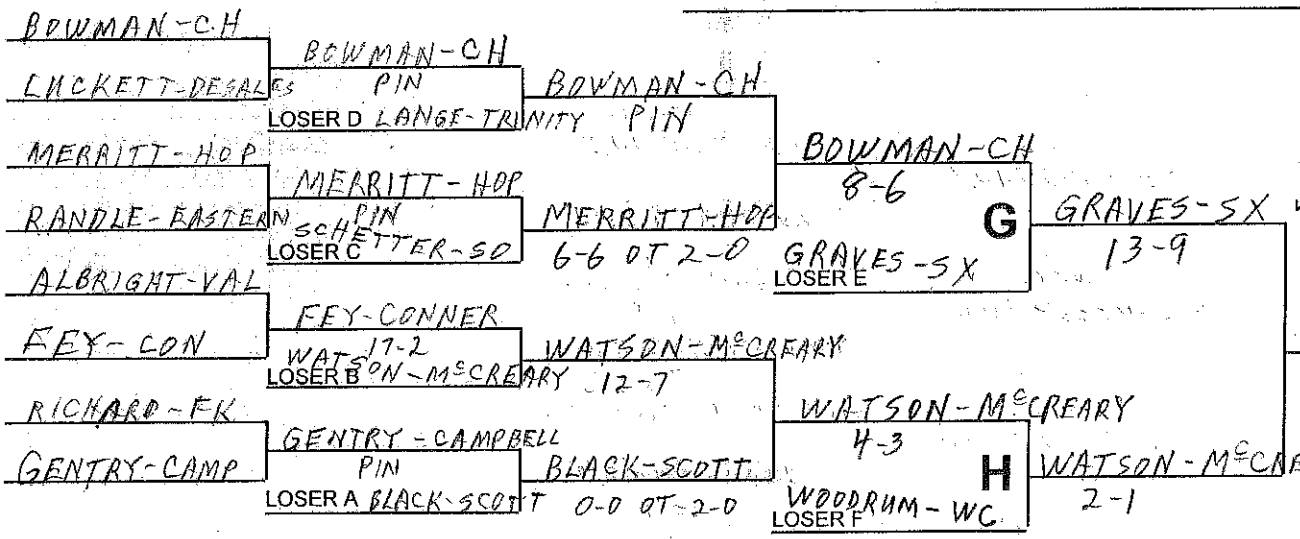 BOWMAN-CH
LUCKETT-DESALES
MERRITT-HOP
RANDLE-EASTERN
ALBRIGHT-VAL
FEY-CON
RICHARD-FK
GENTRY-CAMP
BOWMAN-CH
PIN
LOSER D LANGE-TRINITY
MERRITT-HOP
PIN
SCHETTER-SO
LOSER C
FEY-CONNER
17-2
WATSON-MCCREARY
LOSER B
GENTRY-CAMPBELL
PIN
LOSER A BLACK-SCOTT
BOWMAN-CH
PIN
MERRITT-HOP
6-6 OT 2-0
WATSON-MCCREARY
12-7
BLACK-SCOTT
0-0 OT-2-0
BOWMAN-CH
8-6
G
GRAVES-SX
LOSER E
WATSON-MCCREARY
4-3
H
WOODRUM-WC
LOSER F
GRAVES-SX
13-9
WATSON-MCCRE
2-1